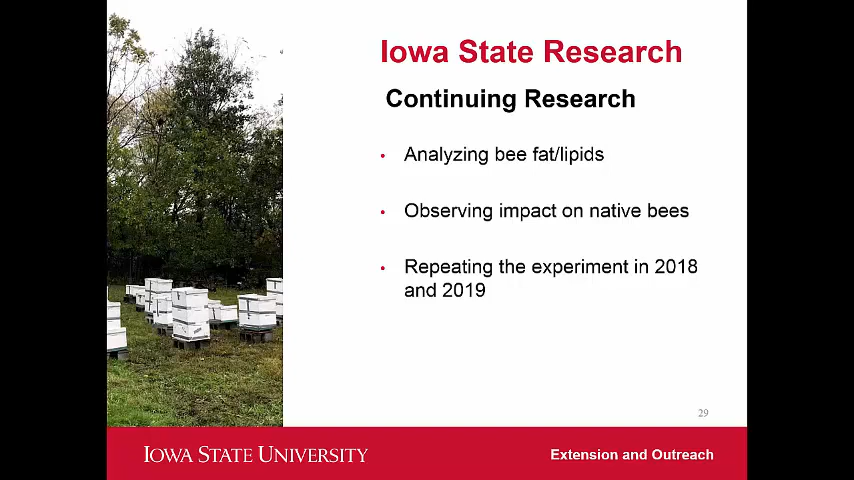 Iowa State Research
Continuing Research
• Analyzing bee fat/lipids
• Observing impact on native bees
• Repeating the experiment in 2018
and 2019
29
IOWA STATE UNIVERSITY
Extension and Outreach